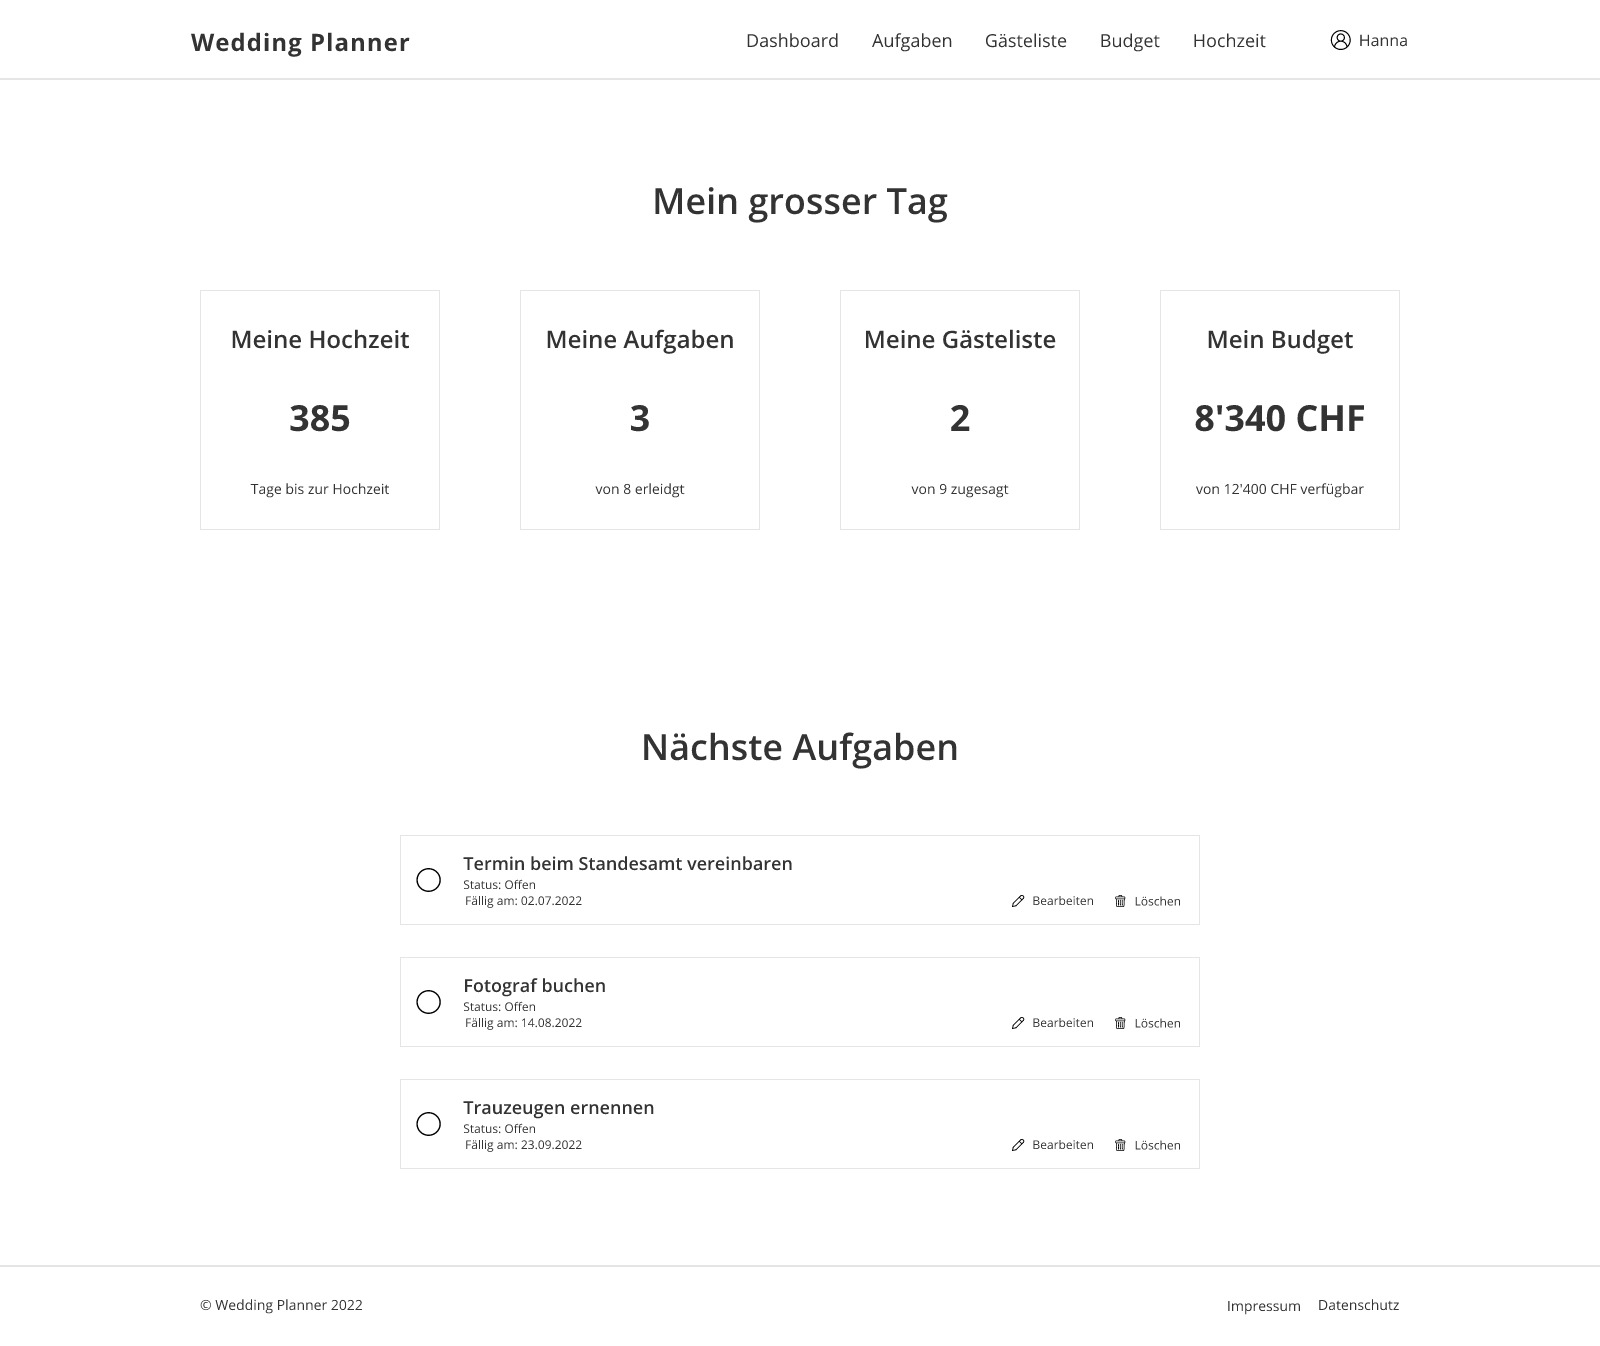 Wedding Planner
Dashboard Aufgaben Gästeliste Budget Hochzeit Hanna
Mein grosser Tag
Meine Hochzeit
385
Tage bis zur Hochzeit
Meine Aufgaben
3
von 8 erleidgt
Meine Gästeliste
2
von 9 zugesagt
Mein Budget
8'340 CHF
von 12'400 CHF verfügbar
Nächste Aufgaben
Termin beim Standesamt vereinbaren
Status: Offen
Fällig am: 02.07.2022
Bearbeiten Löschen
Fotograf buchen
Status: Offen
Fällig am: 14.08.2022
Bearbeiten Löschen
Trauzeugen ernennen
Status: Offen
Fällig am: 23.09.2022
Bearbeiten Löschen
© Wedding Planner 2022
Impressum Datenschutz